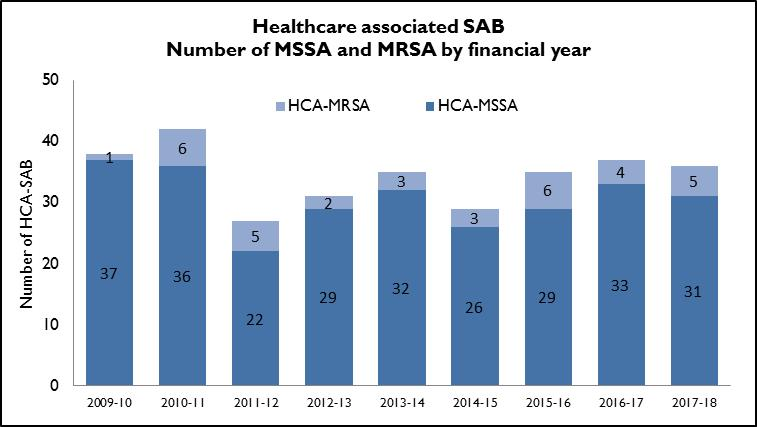 Healthcare associated SAB
Number of MSSA and MRSA by financial year
50
HCA-MRSA HCA-MSSA
40
30
20
10
0
Number of HCA-SAB
1 6 5 2 3 3 6 4 5
37 36 22 29 32 26 29 33 31
2009-10 2010-11 2011-12 2012-13 2013-14 2014-15 2015-16 2016-17 2017-18